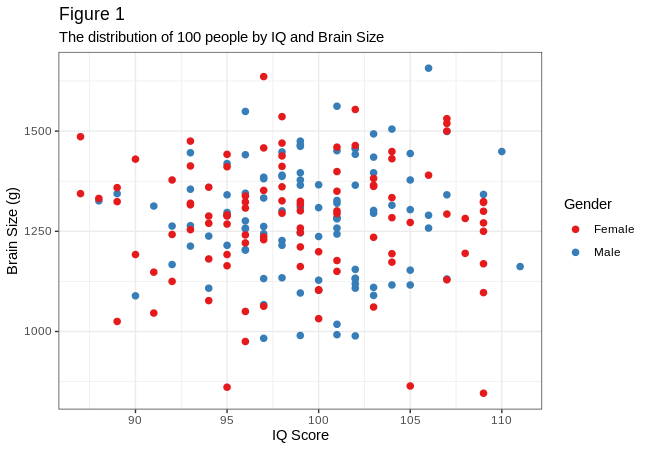 Figure 1
The distribution of 100 people by IQ and Brain Size
Brain Size (g)
1500
1250
1000
90 95 100 105 110
IQ Score
Gender
Female
Male